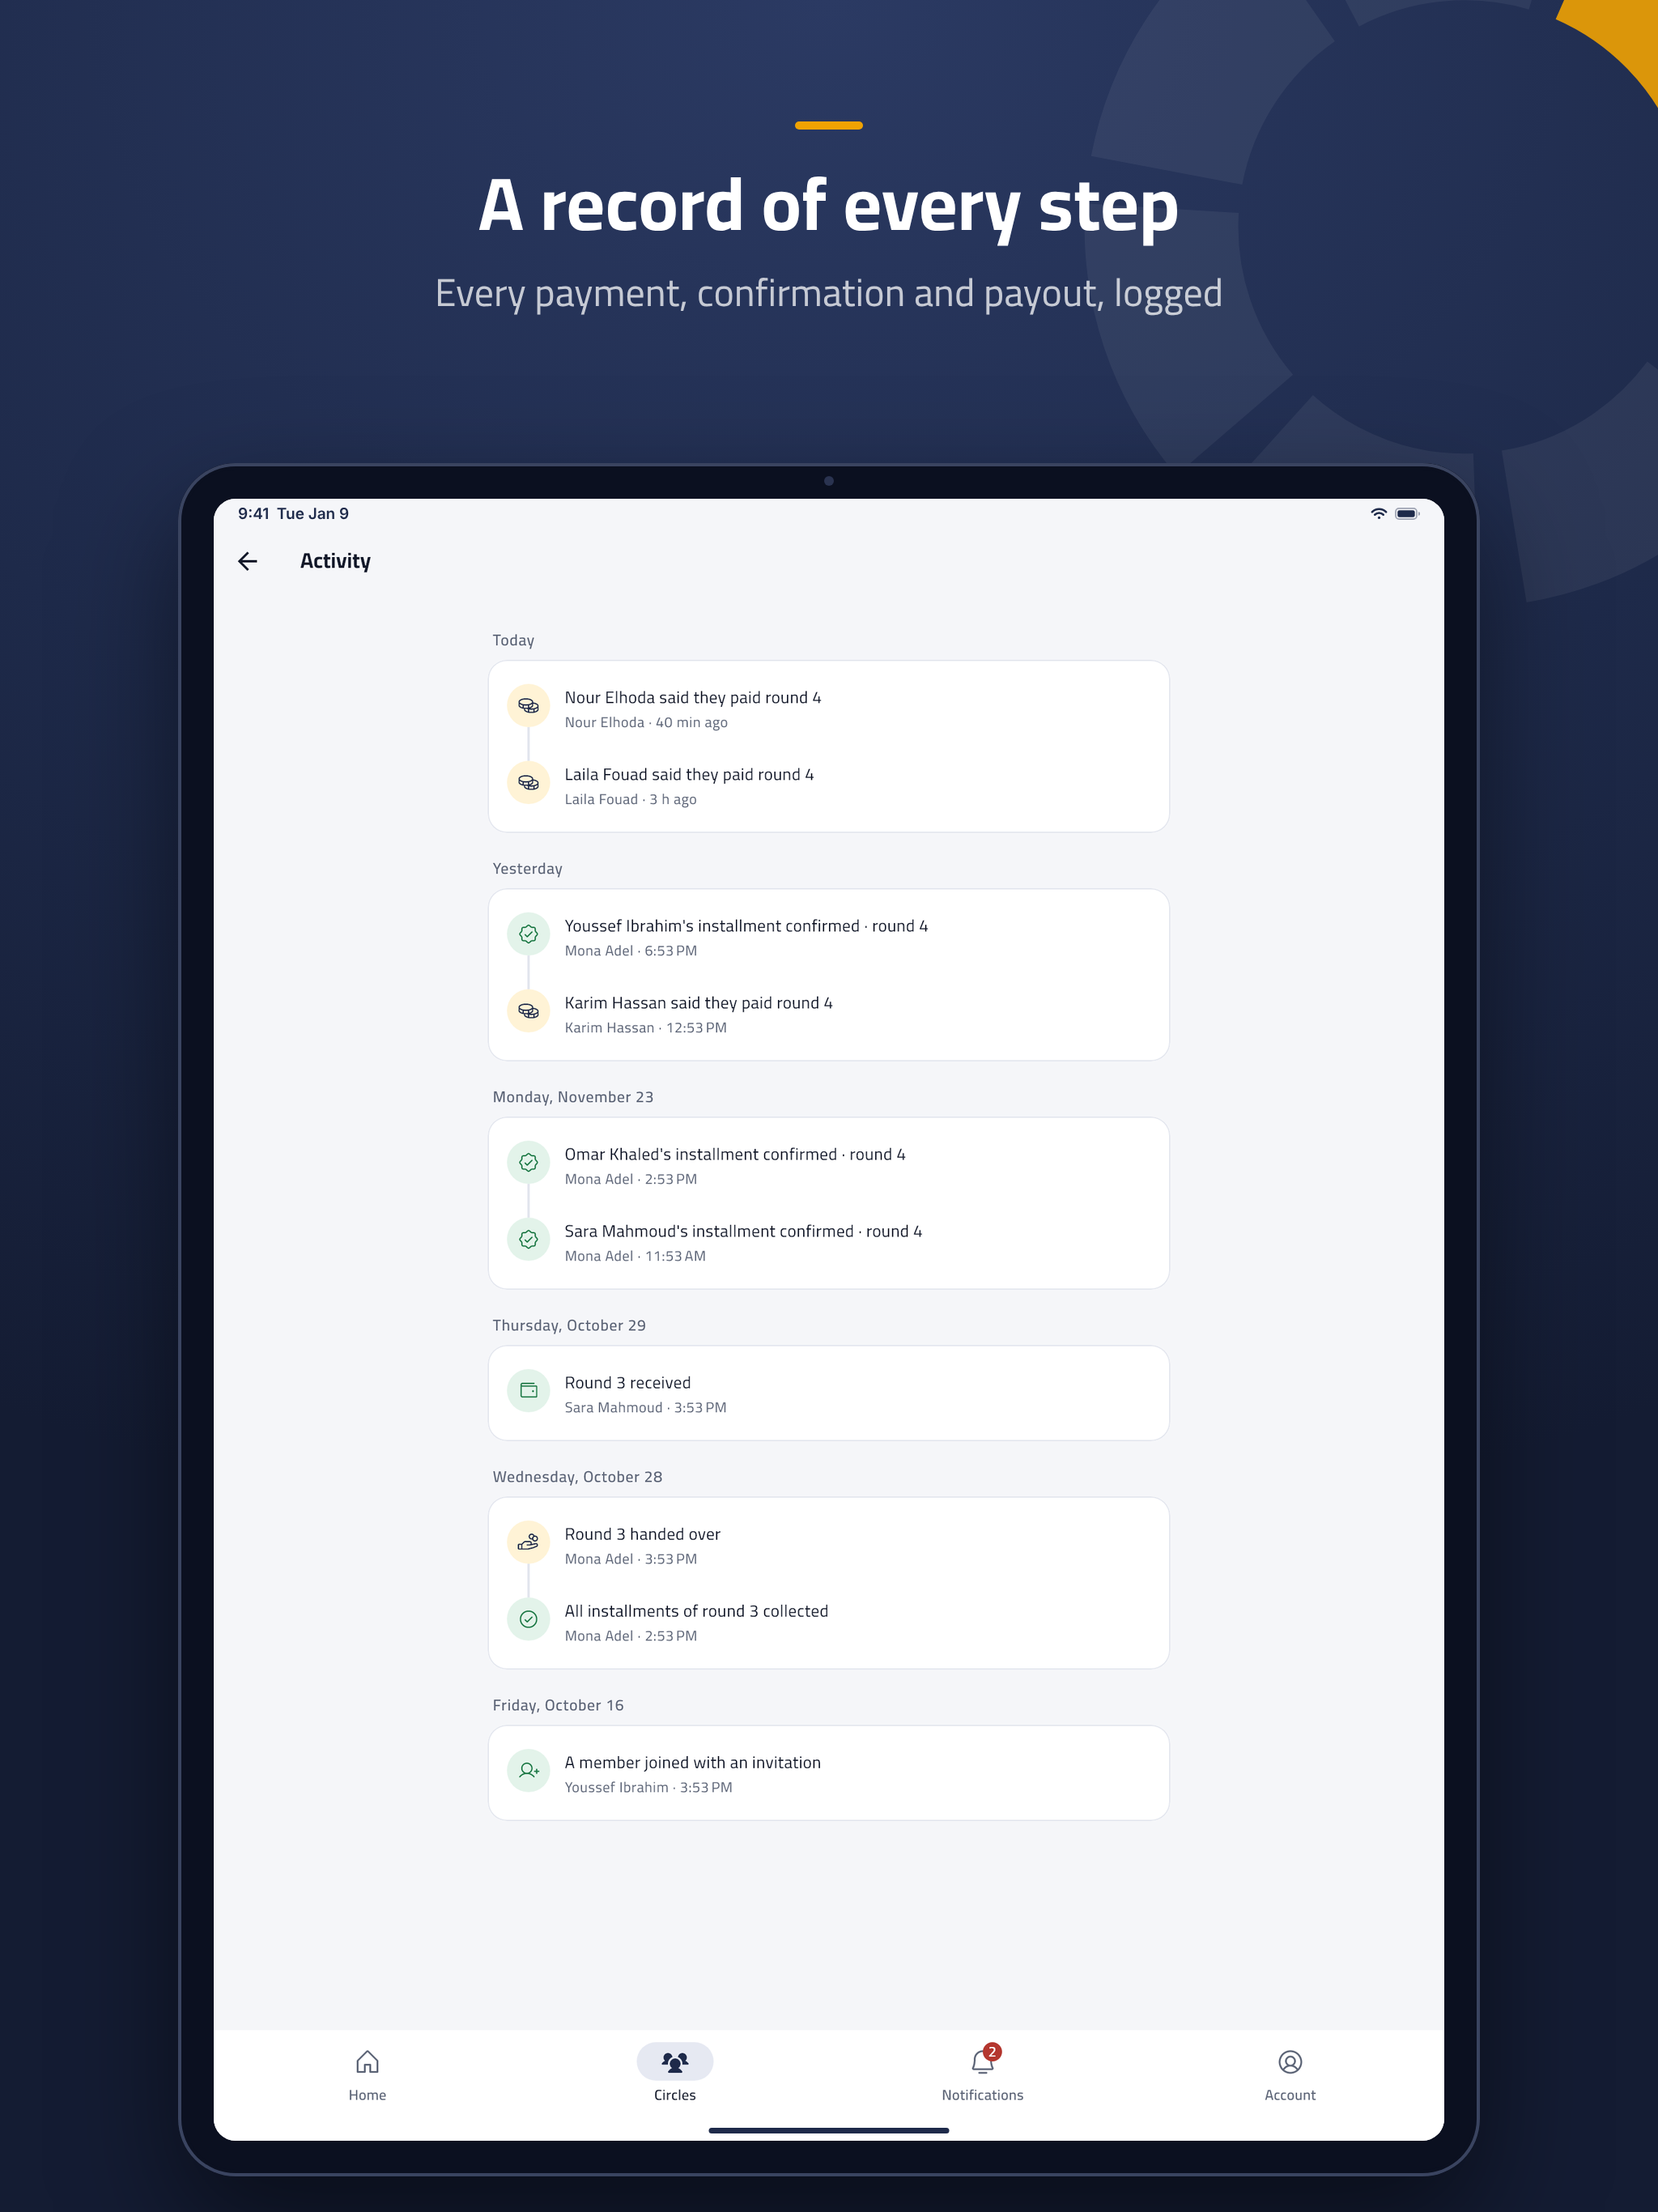 A record of every step
Every payment, confirmation and payout, logged
9:41 Tue Jan 9
Activity
Today
Nour Elhoda said they paid round 4
Nour Elhoda · 40 min ago
Laila Fouad said they paid round 4
Laila Fouad · 3 h ago
Yesterday
Youssef Ibrahim's installment confirmed · round 4
Mona Adel · 6:53 PM
Karim Hassan said they paid round 4
Karim Hassan · 12:53 PM
Monday, November 23
Omar Khaled's installment confirmed · round 4
Mona Adel · 2:53 PM
Sara Mahmoud's installment confirmed · round 4
Mona Adel · 11:53 AM
Thursday, October 29
Round 3 received
Sara Mahmoud · 3:53 PM
Wednesday, October 28
Round 3 handed over
Mona Adel · 3:53 PM
All installments of round 3 collected
Mona Adel · 2:53 PM
Friday, October 16
A member joined with an invitation
Youssef Ibrahim · 3:53 PM
2
Home Circles Notifications Account